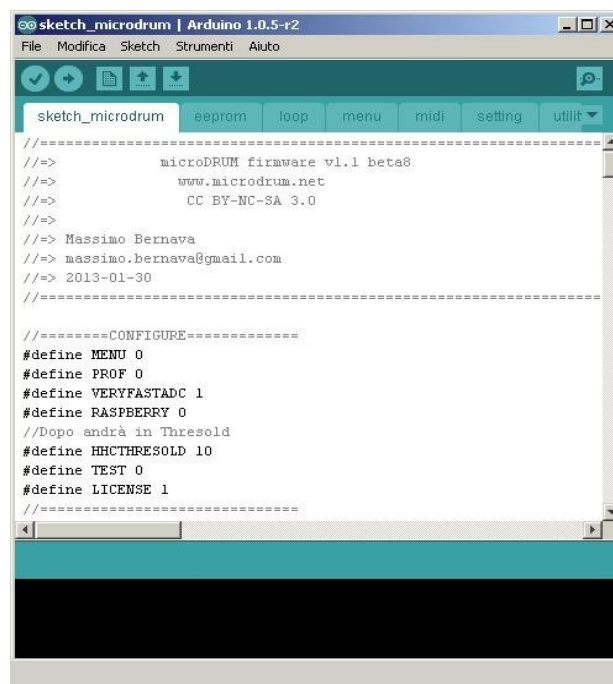 sketch_microdrum | Arduino 1.0.5-r2
File Modifica Sketch Strumenti Aiuto
sketch_microdrum eeprom loop menu midi setting utilit
//================================================================
//=> microDRUM firmware v1.1 beta8
//=> www.microdrum.net
//=> CC BY-NC-SA 3.0
//=>
//=> Massimo Bernava
//=> massimo.bernava@gmail.com
//=> 2013-01-30
//================================================================
//========CONFIGURE=============
#define MENU 0
#define PROF 0
#define VERYFASTADC 1
#define RASPBERRY 0
//Dopo andrà in Thresold
#define HHCTHRESOLD 10
#define TEST 0
#define LICENSE 1
//==============================